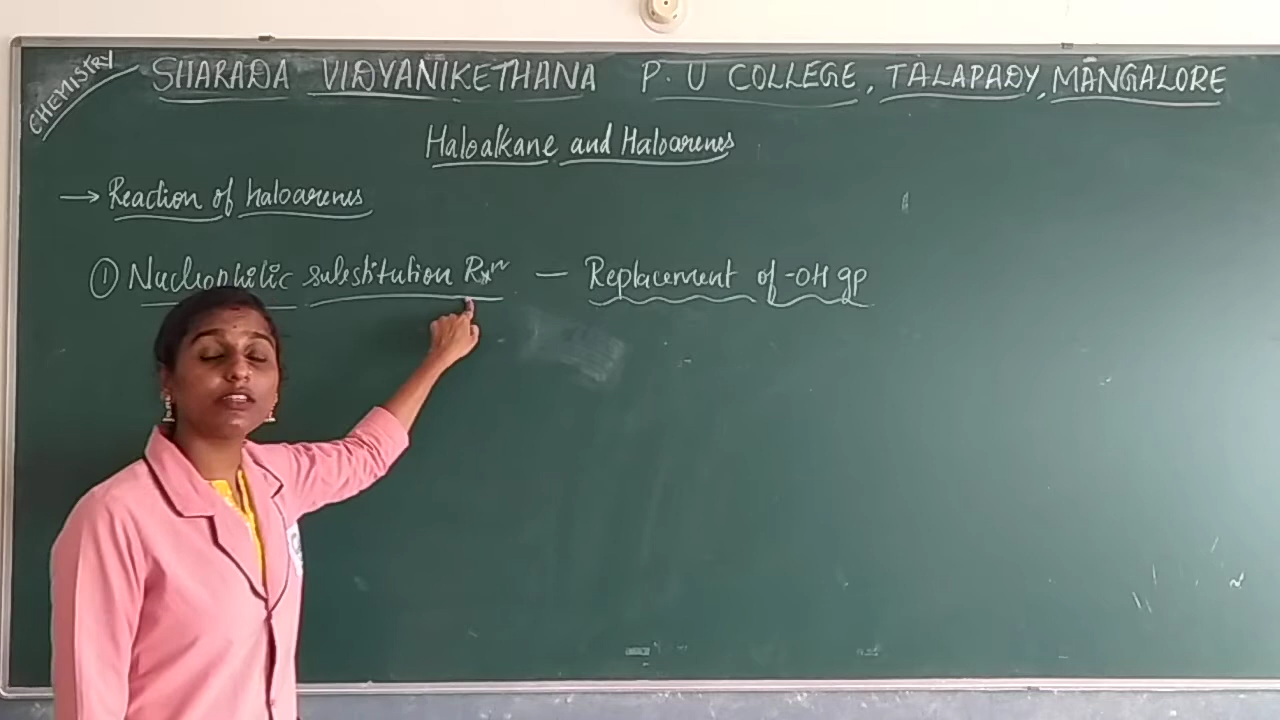 CHEMISTRY
SHARADA VIDYANIKETHANA P. U COLLEGE, TALAPADY, MANGALORE
Haloalkane and Haloarenes
→ Reaction of haloarenes
① Nucleophilic substitution Rxn — Replacement of -OH gp